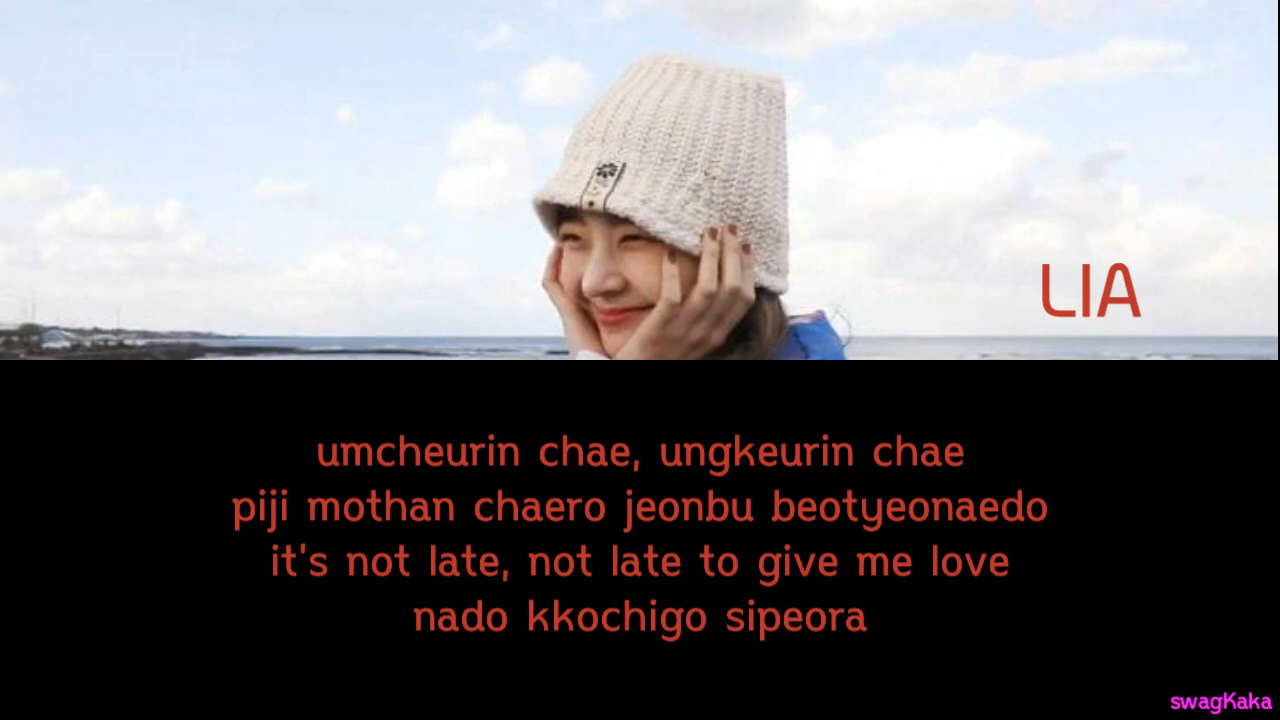 LIA
umcheurin chae, ungkeurin chae
piji mothan chaero jeonbu beotyeonaedo
it's not late, not late to give me love
nado kkochigo sipeora
swagKaka